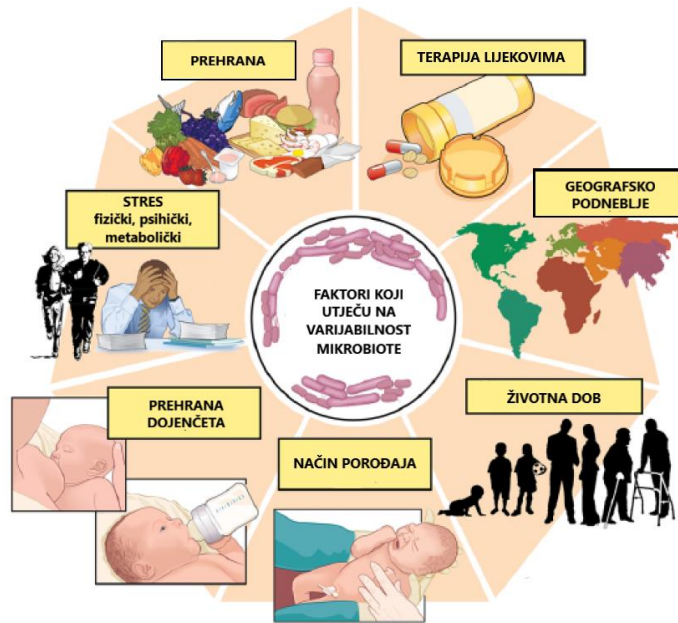 PREHRANA
TERAPIJA LIJEKOVIMA
STRES
fizički, psihički,
metabolički
GEOGRAFSKO
PODNEBLJE
FAKTORI KOJI
UTJEČU NA
VARIJABILNOST
MIKROBIOTE
PREHRANA
DOJENČETA
NAČIN POROĐAJA
ŽIVOTNA DOB